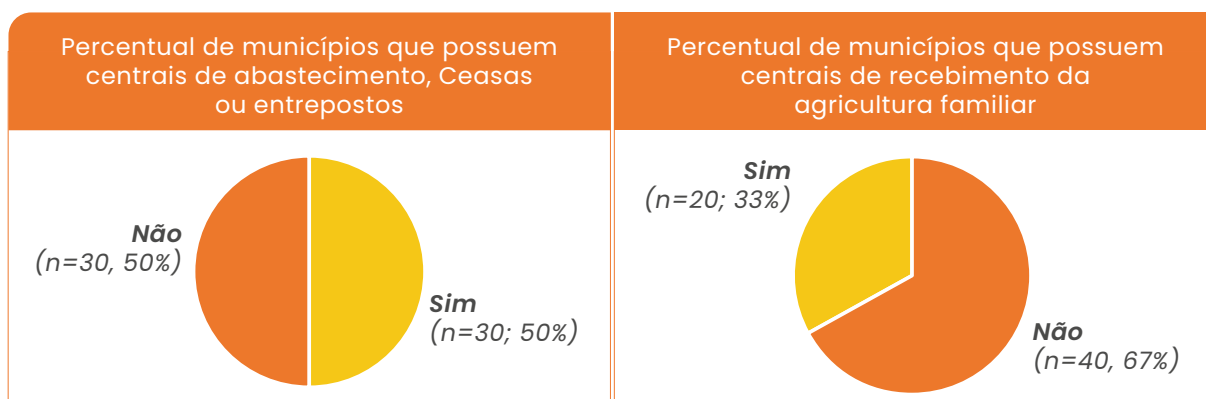 Percentual de municípios que possuem
centrais de abastecimento, Ceasas
ou entrepostos
Não
(n=30, 50%)
Sim
(n=30; 50%)
Percentual de municípios que possuem
centrais de recebimento da
agricultura familiar
Sim
(n=20; 33%)
Não
(n=40, 67%)